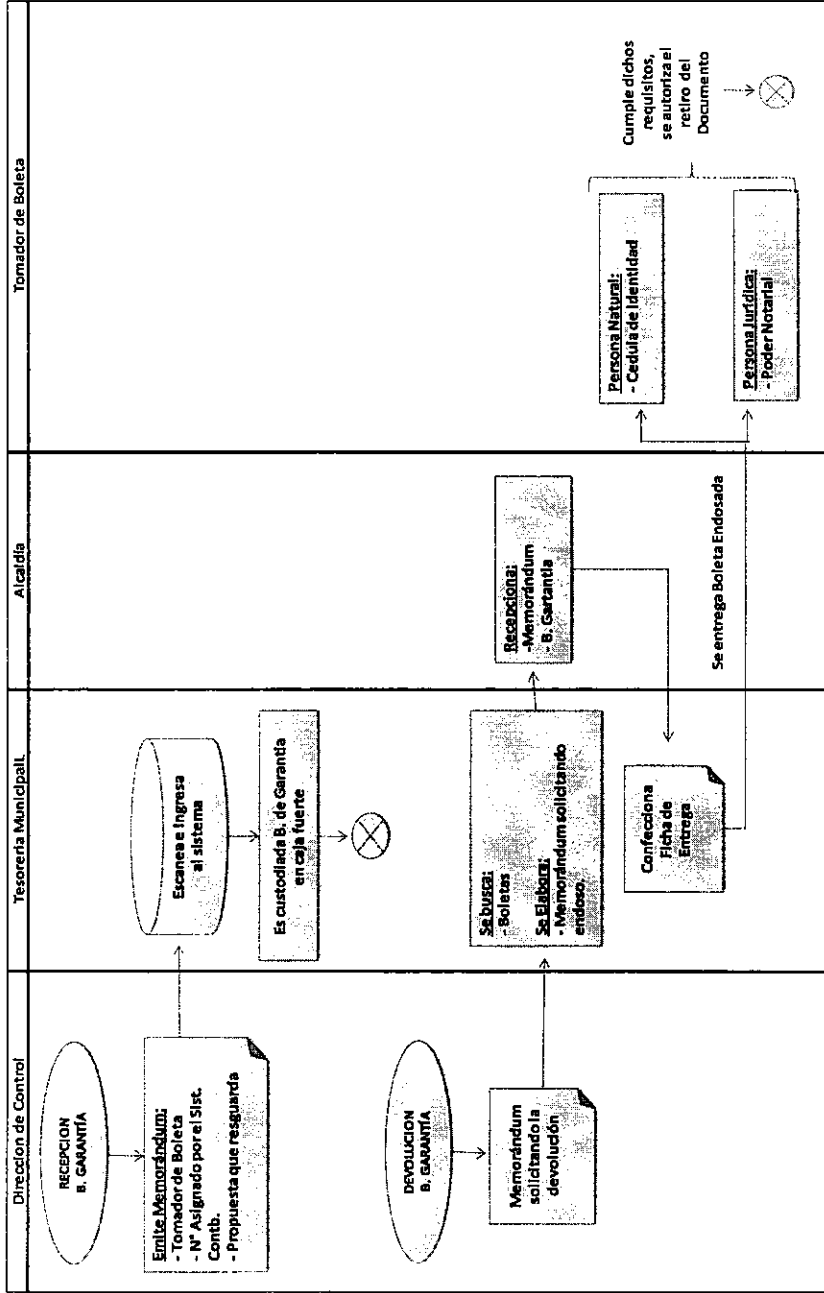 Direccion de Control
Tesorería Municipall.
Alcaldía
Tomador de Boleta
RECEPCION
B. GARANTÍA
Emite Memorándum:
- Tomador de Boleta
- N° Asignado por el Sist.
Contb.
- Propuesta que resguarda
Escanea e Ingresa
al sistema
Es custodiada B. de Garantía
en caja fuerte
DEVOLUCION
B. GARANTÍA
Memorándum
solicitando la
devolución
Se busca:
- Boletas
Se Elabora:
- Memorándum solicitando
endoso.
Recepciona:
-Memorándum
- B. Gartantía
Confecciona
Ficha de
Entrega
Se entrega Boleta Endosada
Persona Natural:
- Cedula de Identidad
Persona Jurídica:
- Poder Notarial
Cumple dichos
requisitos,
se autoriza el
retiro del
Documento